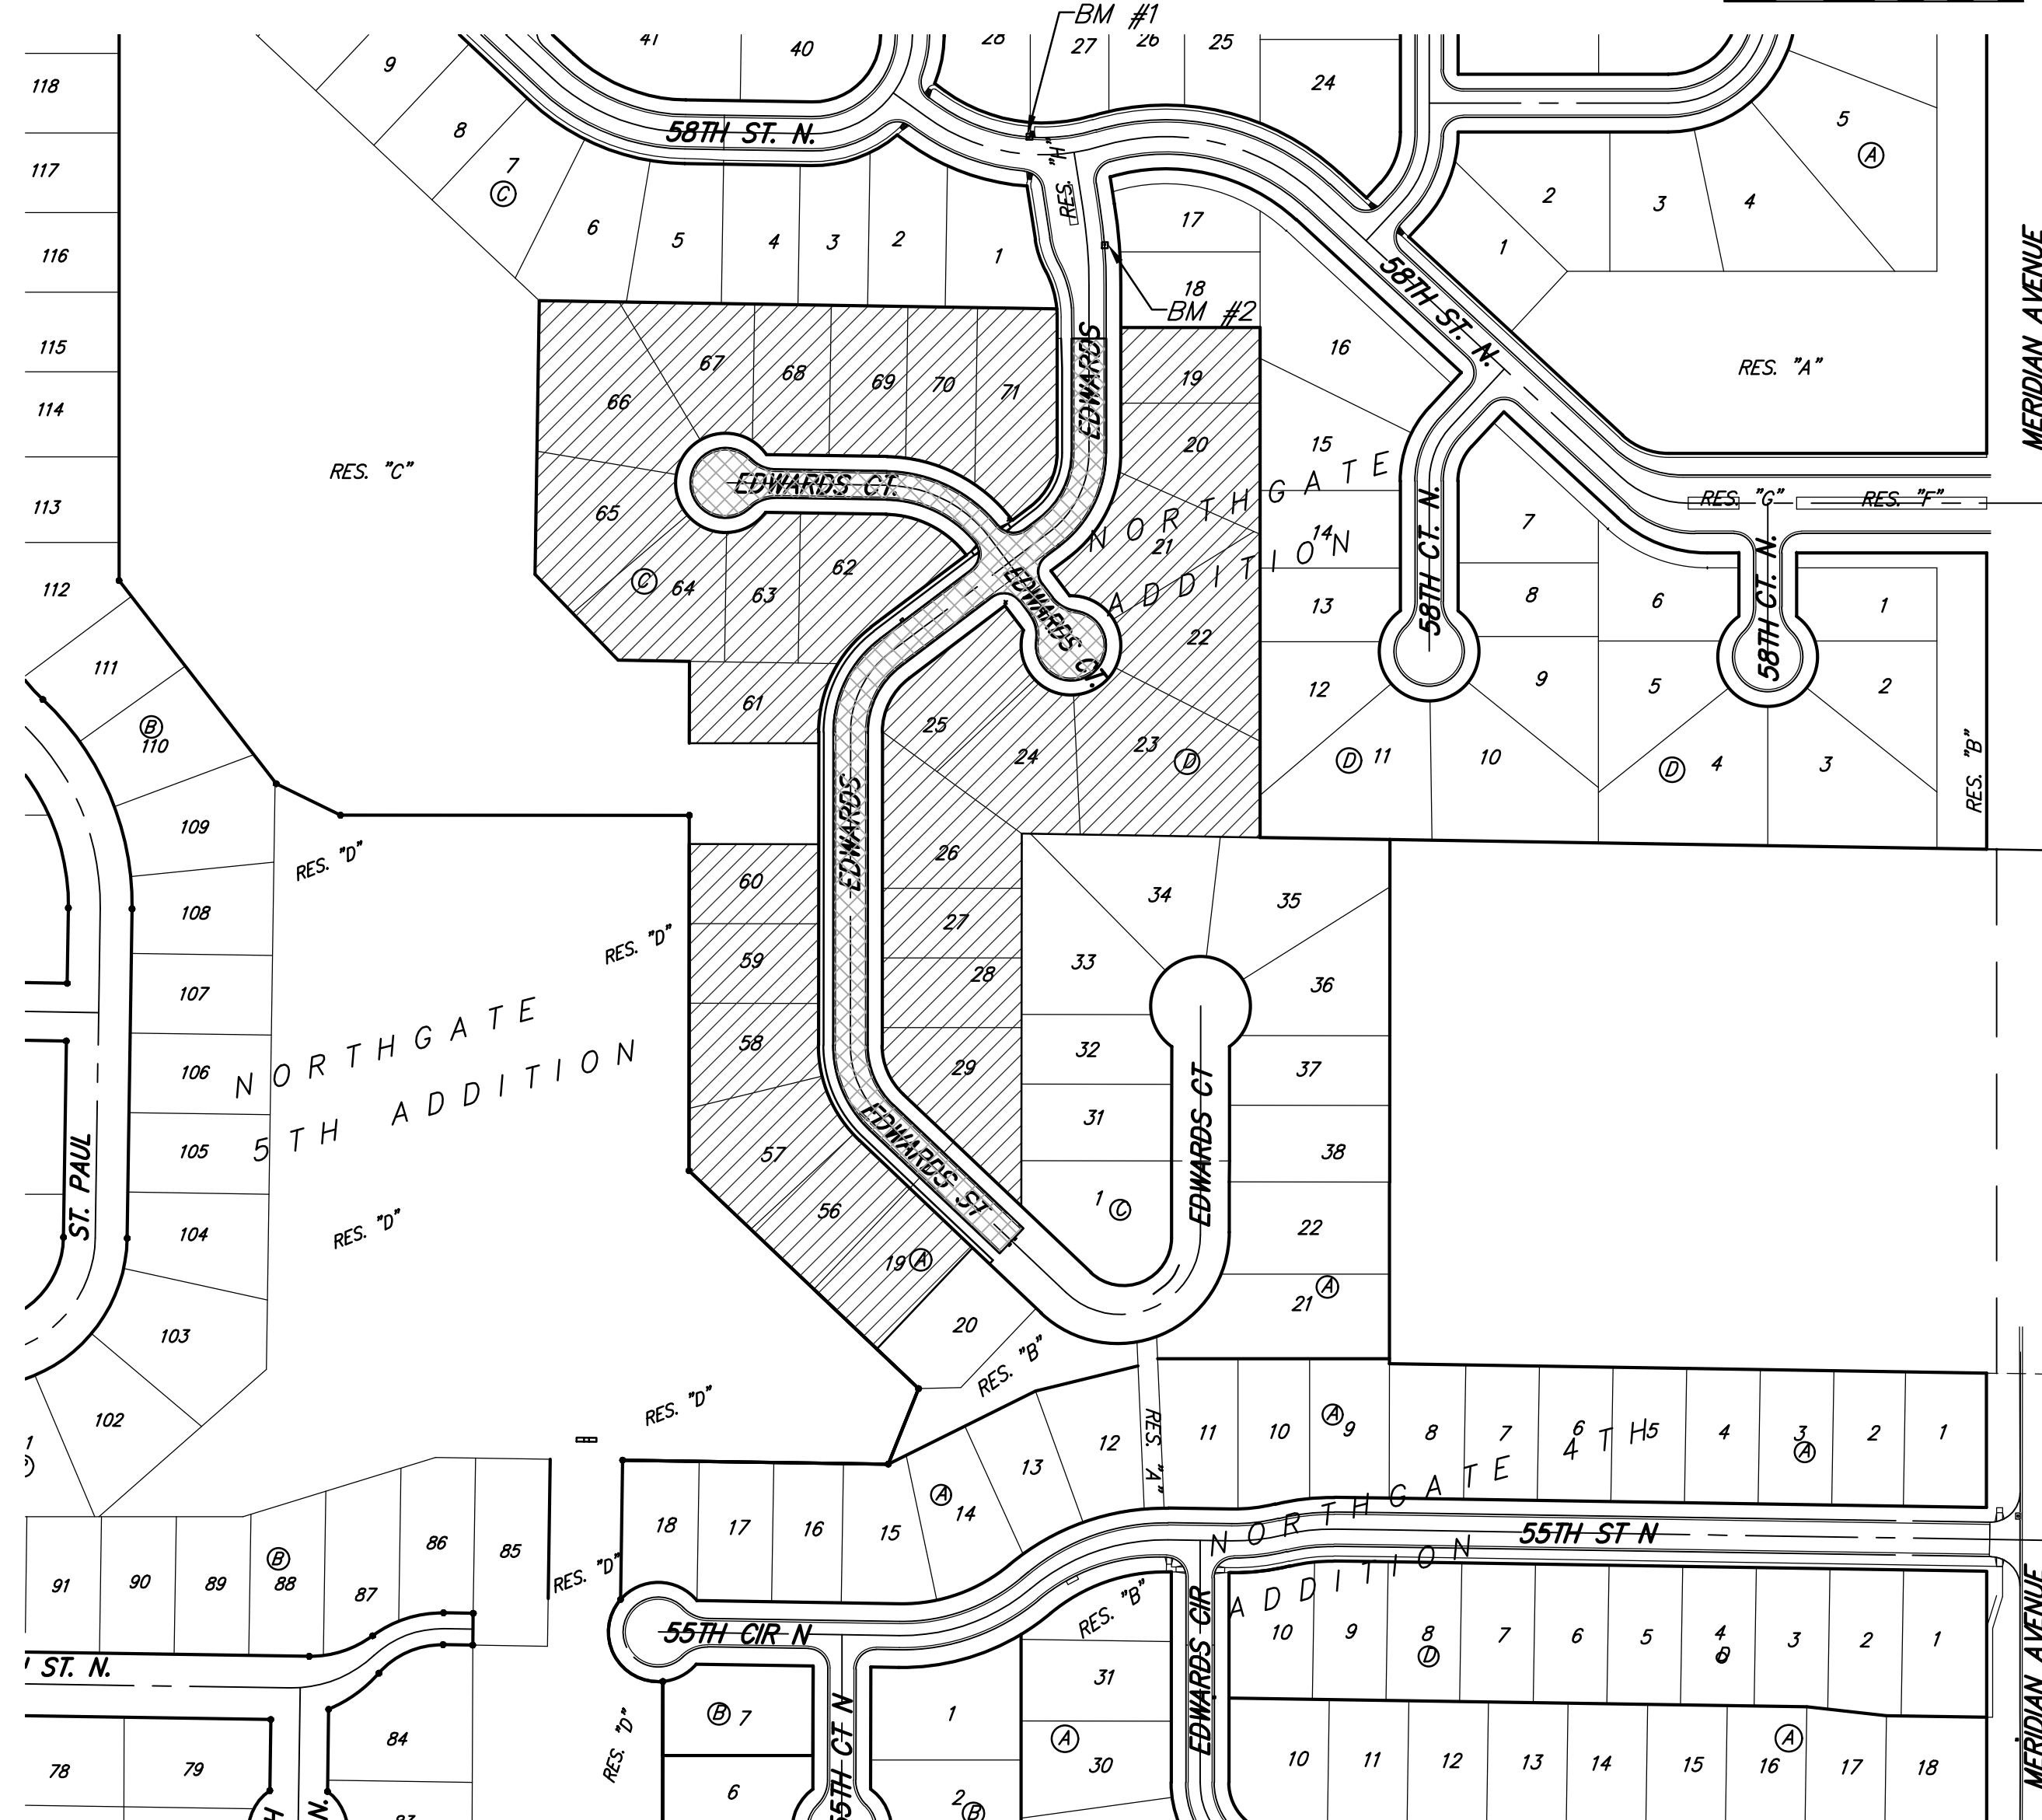 BM #1
118
9
41
40
28
27
26
25
24
5
A
117
8
58TH ST. N.
7
C
RES. "H"
2
3
4
116
6
5
4
3
2
1
17
1
MERIDIAN AVENUE
18
BM #2
58TH ST. N.
115
67
68
69
70
71
EDWARDS
19
16
RES. "A"
114
66
20
15
RES. "C"
EDWARDS CT.
113
65
NORTHGATE
ADDITION
21
14
58TH CT. N.
7
RES. "G"
RES. "F"
112
C
64
63
62
EDWARDS CT.
22
13
8
6
58TH CT. N.
1
111
61
25
12
9
5
2
B
110
24
23
D
D
11
10
D
4
3
RES. "B"
109
RES. "D"
60
EDWARDS
26
34
35
108
RES. "D"
59
27
28
33
36
107
NORTHGATE
5TH ADDITION
58
29
32
37
106
ST. PAUL
105
57
EDWARDS ST
31
EDWARDS CT
38
104
RES. "D"
56
1
C
22
19
A
21
A
103
20
RES. "B"
102
RES. "D"
1
12
RES. "A"
11
10
A
9
8
7
6
5
4
3
A
2
1
13
A
14
NORTHGATE 4TH
ADDITION
18
17
16
15
55TH ST N
86
85
B
91
90
89
88
87
RES. "D"
55TH CIR N
RES. "B"
EDWARDS CIR
10
9
8
D
7
6
5
4
D
3
2
1
MERIDIAN AVENUE
ST. N.
31
B
7
55TH CT N
1
A
30
A
84
RES. "D"
78
79
6
2
B
10
11
12
13
14
15
16
17
18
N.